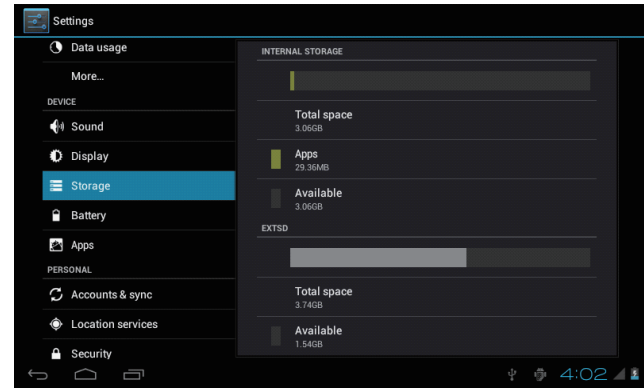 Settings
Data usage
More...
DEVICE
Sound
Display
Storage
Battery
Apps
PERSONAL
Accounts & sync
Location services
Security
INTERNAL STORAGE
Total space
3.06GB
Apps
29.36MB
Available
3.06GB
EXTSD
Total space
3.74GB
Available
1.54GB
4:02